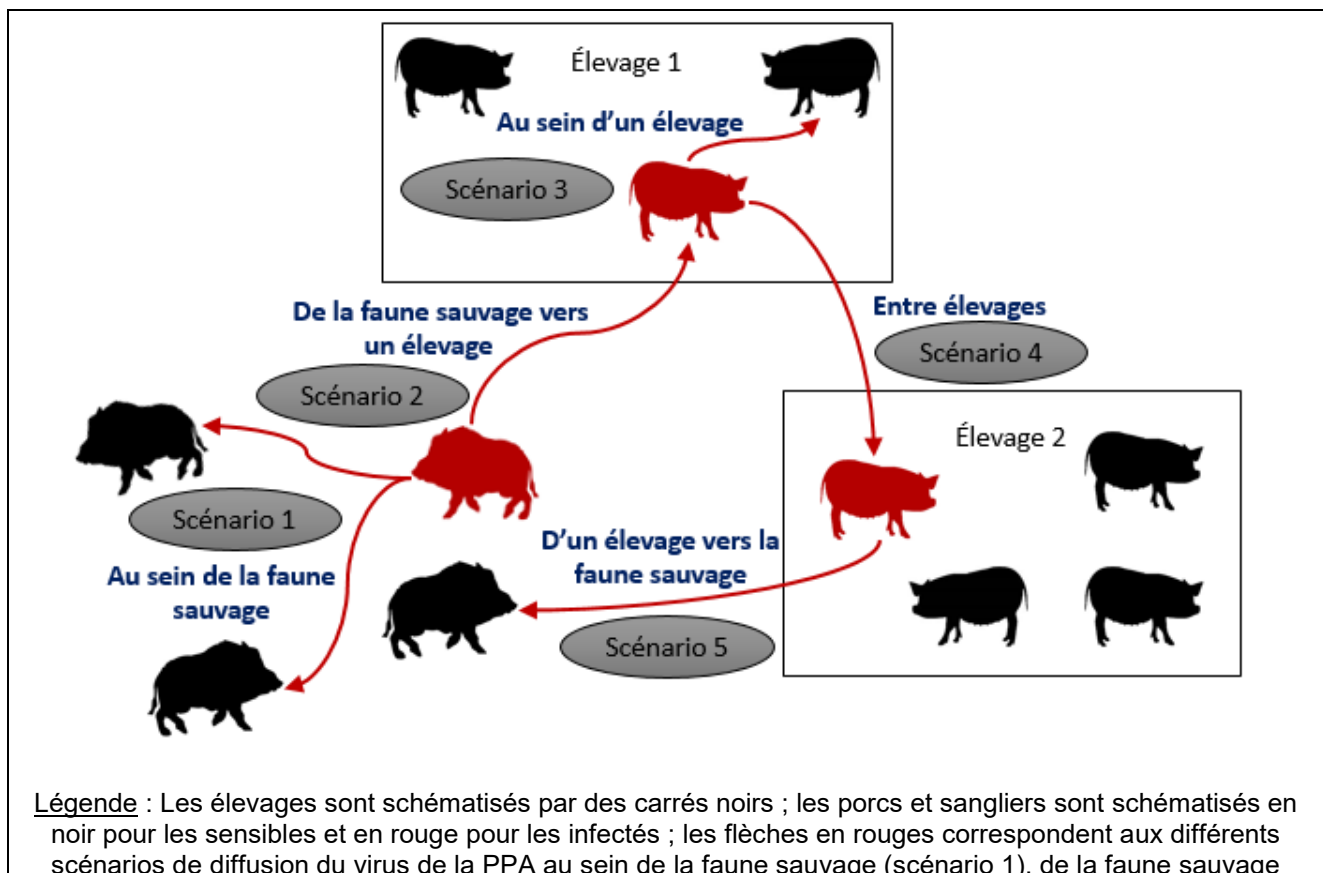 Élevage 1
Au sein d'un élevage
Scénario 3
De la faune sauvage vers
un élevage
Entre élevages
Scénario 4
Scénario 2
Élevage 2
Scénario 1
D'un élevage vers la
faune sauvage
Au sein de la faune
sauvage
Scénario 5
Légende : Les élevages sont schématisés par des carrés noirs ; les porcs et sangliers sont schématisés en
noir pour les sensibles et en rouge pour les infectés ; les flèches en rouges correspondent aux différents
scénarios de diffusion du virus de la PPA au sein de la faune sauvage (scénario 1), de la faune sauvage